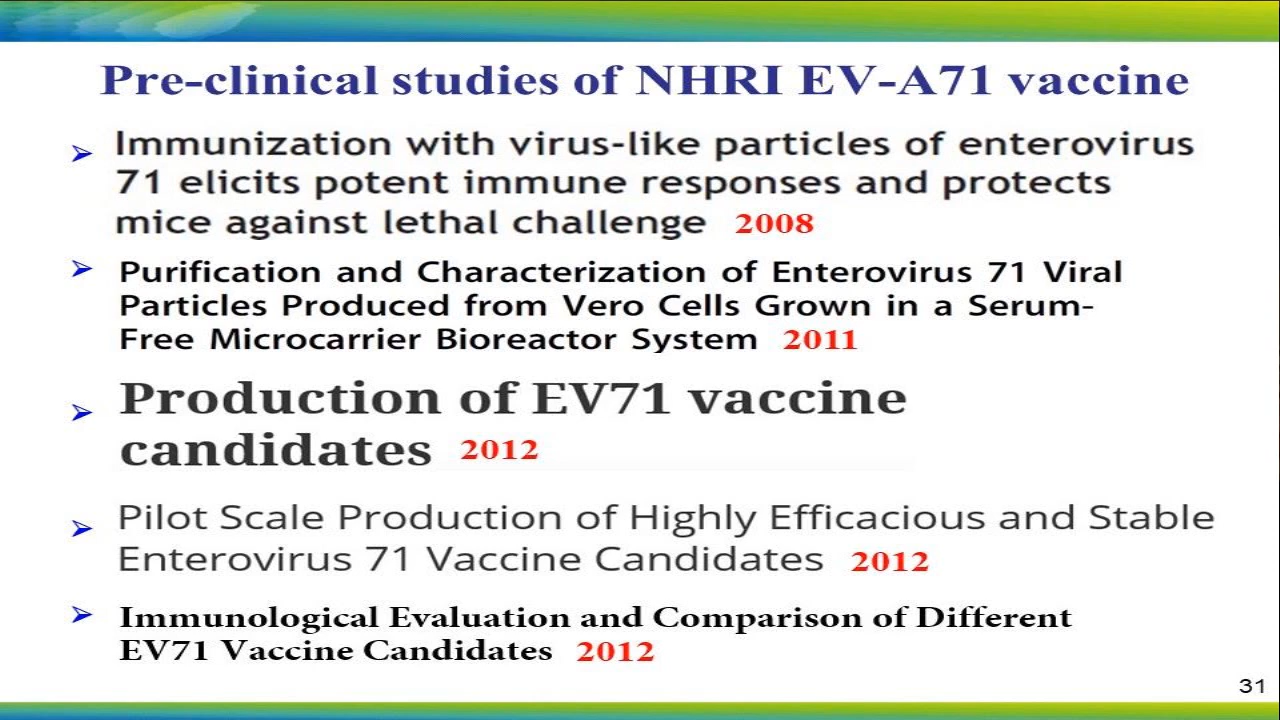 Pre-clinical studies of NHRI EV-A71 vaccine
➢ Immunization with virus-like particles of enterovirus
71 elicits potent immune responses and protects
mice against lethal challenge 2008
➢ Purification and Characterization of Enterovirus 71 Viral
Particles Produced from Vero Cells Grown in a Serum-
Free Microcarrier Bioreactor System 2011
➢ Production of EV71 vaccine
candidates 2012
➢ Pilot Scale Production of Highly Efficacious and Stable
Enterovirus 71 Vaccine Candidates 2012
➢ Immunological Evaluation and Comparison of Different
EV71 Vaccine Candidates 2012
31